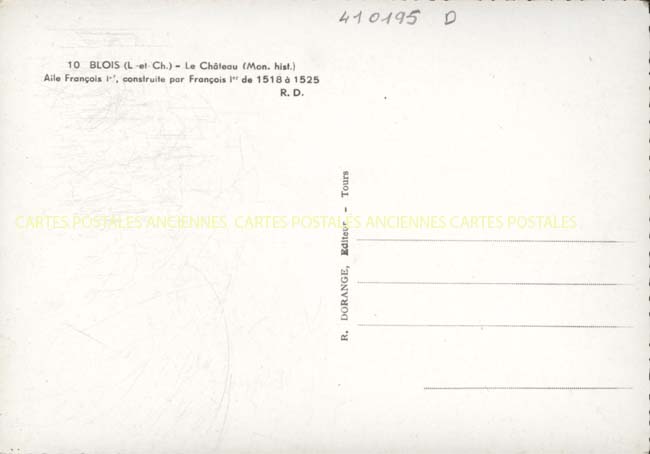 410195 D
10 BLOIS (L.-et-Ch.) - Le Château (Mon. hist.)
Aile François Iᵉʳ, construite par François Iᵉʳ de 1518 à 1525
R. D.
R. DORANGE, Editeur - Tours
CARTES POSTALES ANCIENNES CARTES POSTALES ANCIENNES CARTES POSTALES